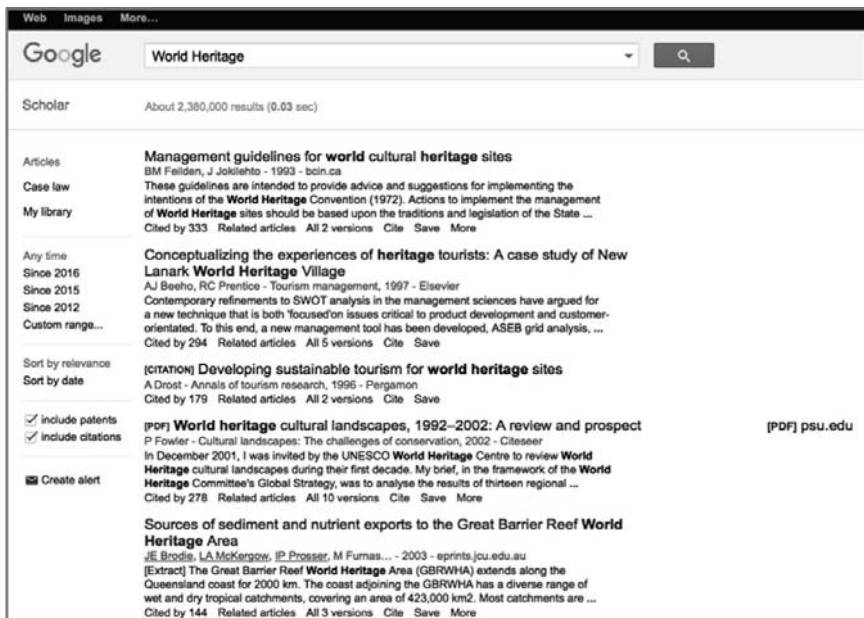 Web Images More...
Google
World Heritage
Scholar
About 2,380,000 results (0.03 sec)
Articles
Case law
My library
Any time
Since 2016
Since 2015
Since 2012
Custom range...
Sort by relevance
Sort by date
include patents
include citations
Create alert
Management guidelines for world cultural heritage sites
BM Feilden, J Jokilehto - 1993 - bcin.ca
These guidelines are intended to provide advice and suggestions for implementing the
intentions of the World Heritage Convention (1972). Actions to implement the management
of World Heritage sites should be based upon the traditions and legislation of the State ...
Cited by 333 Related articles All 2 versions Cite Save More
Conceptualizing the experiences of heritage tourists: A case study of New
Lanark World Heritage Village
AJ Beeho, RC Prentice - Tourism management, 1997 - Elsevier
Contemporary refinements to SWOT analysis in the management sciences have argued for
a new technique that is both 'focused'on issues critical to product development and customer-
orientated. To this end, a new management tool has been developed, ASEB grid analysis, ...
Cited by 294 Related articles All 5 versions Cite Save
[CITATION] Developing sustainable tourism for world heritage sites
A Drost - Annals of tourism research, 1996 - Pergamon
Cited by 179 Related articles All 2 versions Cite Save
[PDF] World heritage cultural landscapes, 1992–2002: A review and prospect
[PDF] psu.edu
P Fowler - Cultural landscapes: The challenges of conservation, 2002 - Citeseer
In December 2001, I was invited by the UNESCO World Heritage Centre to review World
Heritage cultural landscapes during their first decade. My brief, in the framework of the World
Heritage Committee's Global Strategy, was to analyse the results of thirteen regional ...
Cited by 278 Related articles All 10 versions Cite Save More
Sources of sediment and nutrient exports to the Great Barrier Reef World
Heritage Area
JE Brodie, LA McKergow, IP Prosser, M Furnas... - 2003 - eprints.jcu.edu.au
[Extract] The Great Barrier Reef World Heritage Area (GBRWHA) extends along the
Queensland coast for 2000 km. The coast adjoining the GBRWHA has a diverse range of
wet and dry tropical catchments, covering an area of 423,000 km2. Most catchments are ...
Cited by 144 Related articles All 3 versions Cite Save More